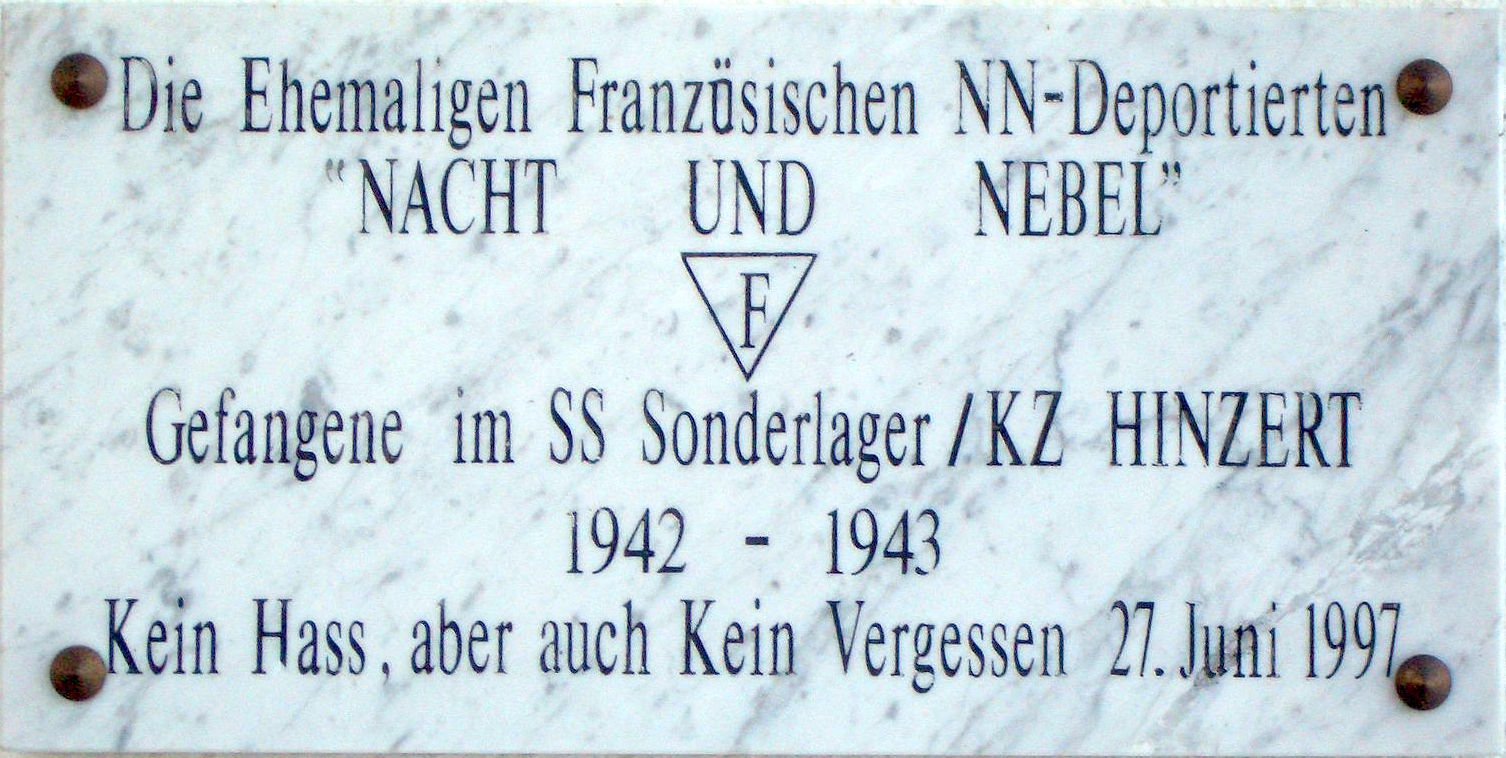 Die Ehemaligen Französischen NN-Deportierten
"NACHT UND NEBEL"
F
Gefangene im SS Sonderlager/KZ HINZERT
1942 - 1943
Kein Hass, aber auch Kein Vergessen 27. Juni 1997